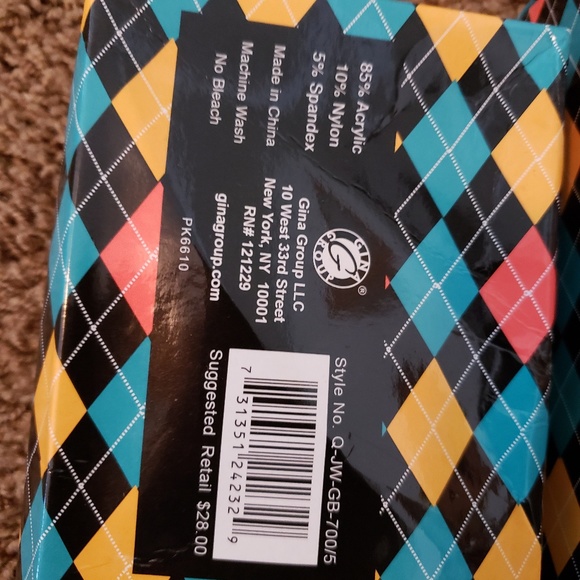 85% Acrylic
10% Nylon
5% Spandex
Made in China
Machine Wash
No Bleach
GINA GROUP
G
®
Gina Group LLC
10 West 33rd Street
New York, NY 10001
RN# 121229
ginagroup.com
PK6610
Style No. Q-JW-GB-700/5
7 31351 24232 9
Suggested Retail $28.00